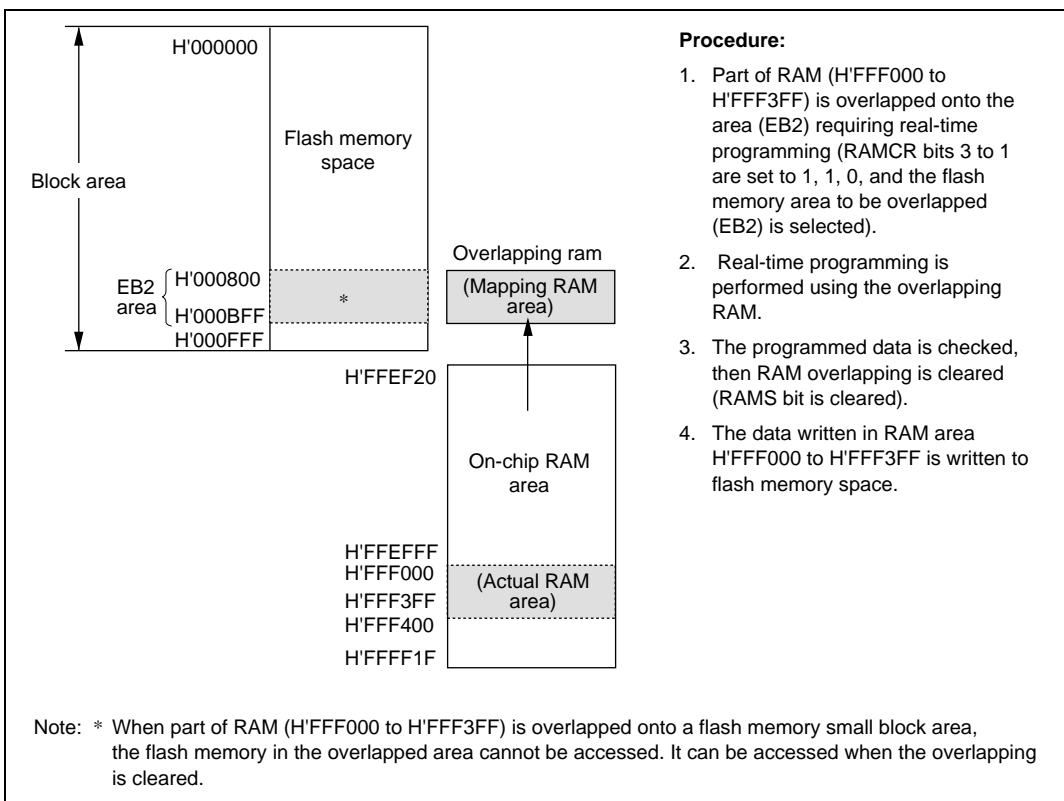 H'000000
Flash memory
space
Block area
EB2
area
H'000800
H'000BFF
H'000FFF
*
Overlapping ram
(Mapping RAM
area)
H'FFEF20
On-chip RAM
area
H'FFEFFF
H'FFF000
H'FFF3FF
H'FFF400
H'FFFF1F
(Actual RAM
area)
Procedure:
1. Part of RAM (H'FFF000 to
H'FFF3FF) is overlapped onto the
area (EB2) requiring real-time
programming (RAMCR bits 3 to 1
are set to 1, 1, 0, and the flash
memory area to be overlapped
(EB2) is selected).
2. Real-time programming is
performed using the overlapping
RAM.
3. The programmed data is checked,
then RAM overlapping is cleared
(RAMS bit is cleared).
4. The data written in RAM area
H'FFF000 to H'FFF3FF is written to
flash memory space.
Note: * When part of RAM (H'FFF000 to H'FFF3FF) is overlapped onto a flash memory small block area,
the flash memory in the overlapped area cannot be accessed. It can be accessed when the overlapping
is cleared.